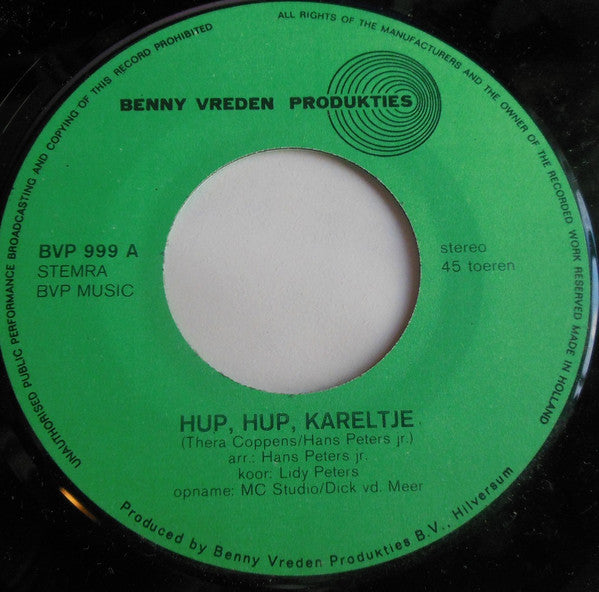 UNAUTHORISED PUBLIC PERFORMANCE BROADCASTING AND COPYING OF THIS RECORD PROHIBITED
ALL RIGHTS OF THE MANUFACTURERS AND THE OWNER OF THE RECORDED WORK RESERVED MADE IN HOLLAND
BENNY VREDEN PRODUKTIES
BVP 999 A
STEMRA
BVP MUSIC
stereo
45 toeren
HUP, HUP, KARELTJE
(Thera Coppens/Hans Peters jr.)
arr.: Hans Peters jr.
koor: Lidy Peters
opname: MC Studio/Dick vd. Meer
Produced by Benny Vreden Produkties B.V., Hilversum